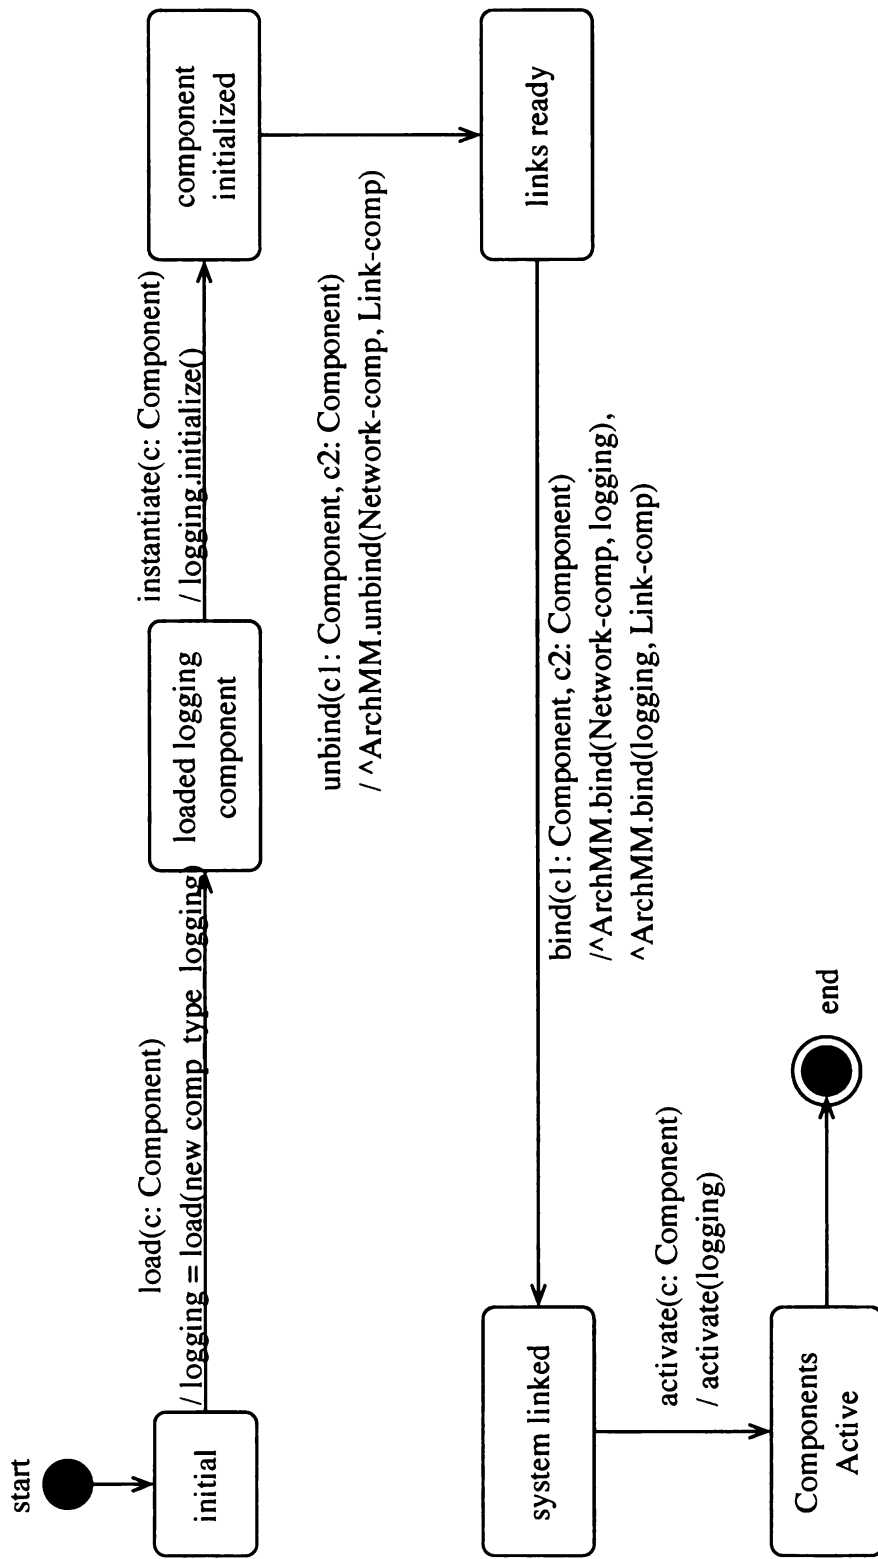 start
initial
load(c: Component)
/ logging = load(new comp type logging)
loaded logging
component
instantiate(c: Component)
/ logging.initialize()
component
initialized
unbind(c1: Component, c2: Component)
/ ^ArchMM.unbind(Network-comp, Link-comp)
links ready
bind(c1: Component, c2: Component)
/^ArchMM.bind(Network-comp, logging),
^ArchMM.bind(logging, Link-comp)
system linked
activate(c: Component)
/ activate(logging)
Components
Active
end